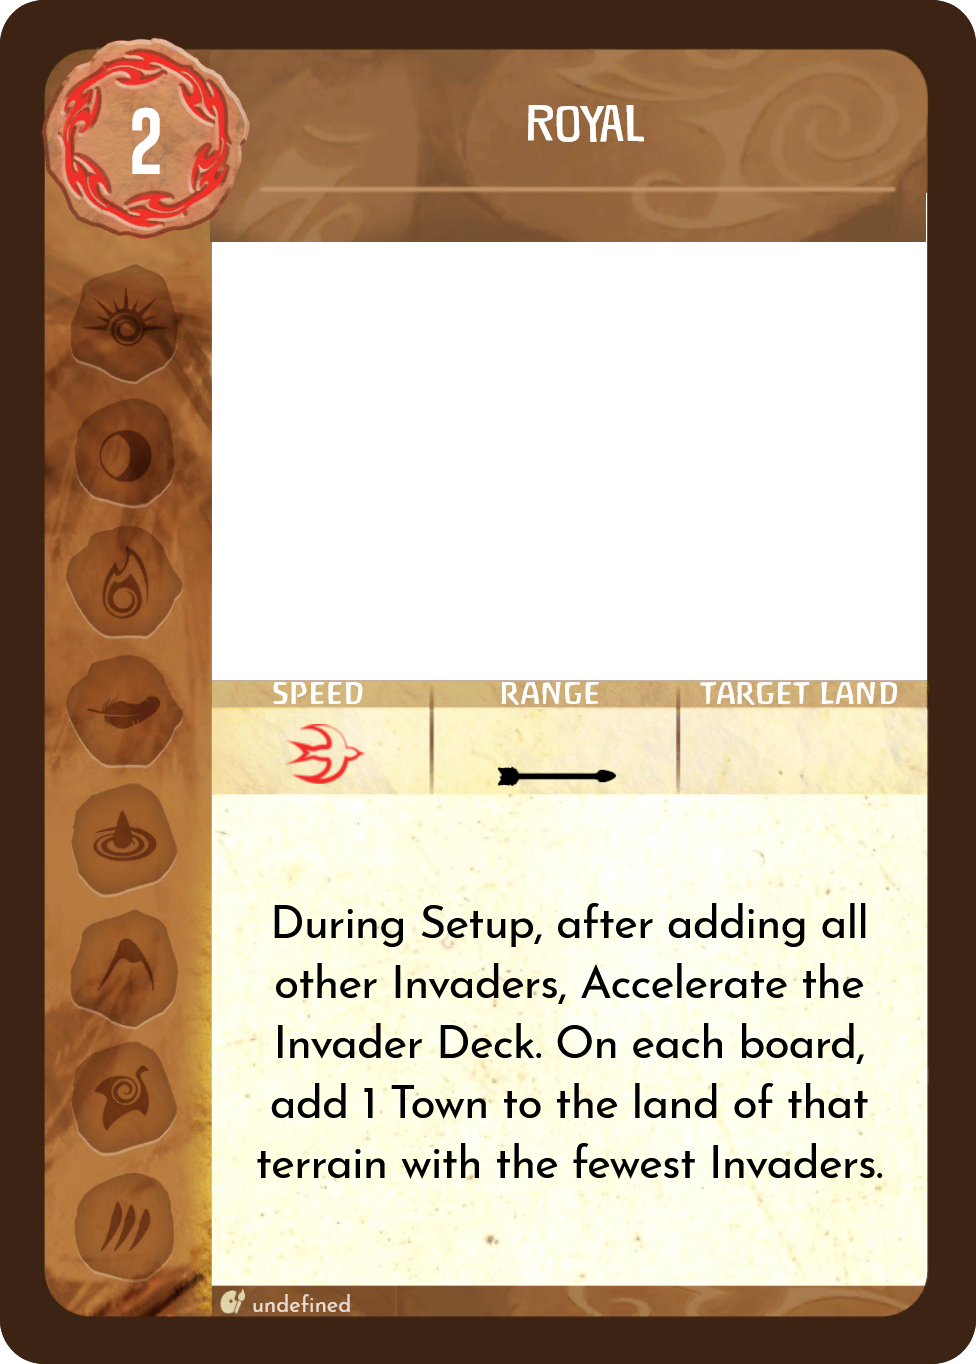 2
ROYAL
SPEED RANGE TARGET LAND
During Setup, after adding all
other Invaders, Accelerate the
Invader Deck. On each board,
add 1 Town to the land of that
terrain with the fewest Invaders.
undefined